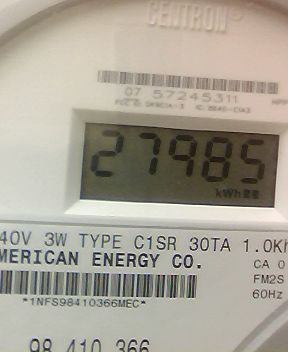 CENTRON®
07 57245311
27985
kWh
40V 3W TYPE C1SR 30TA 1.0Kh
MERICAN ENERGY CO.
CA 0
FM2S
60Hz
*1NFS98410366MEC*
98 410 366